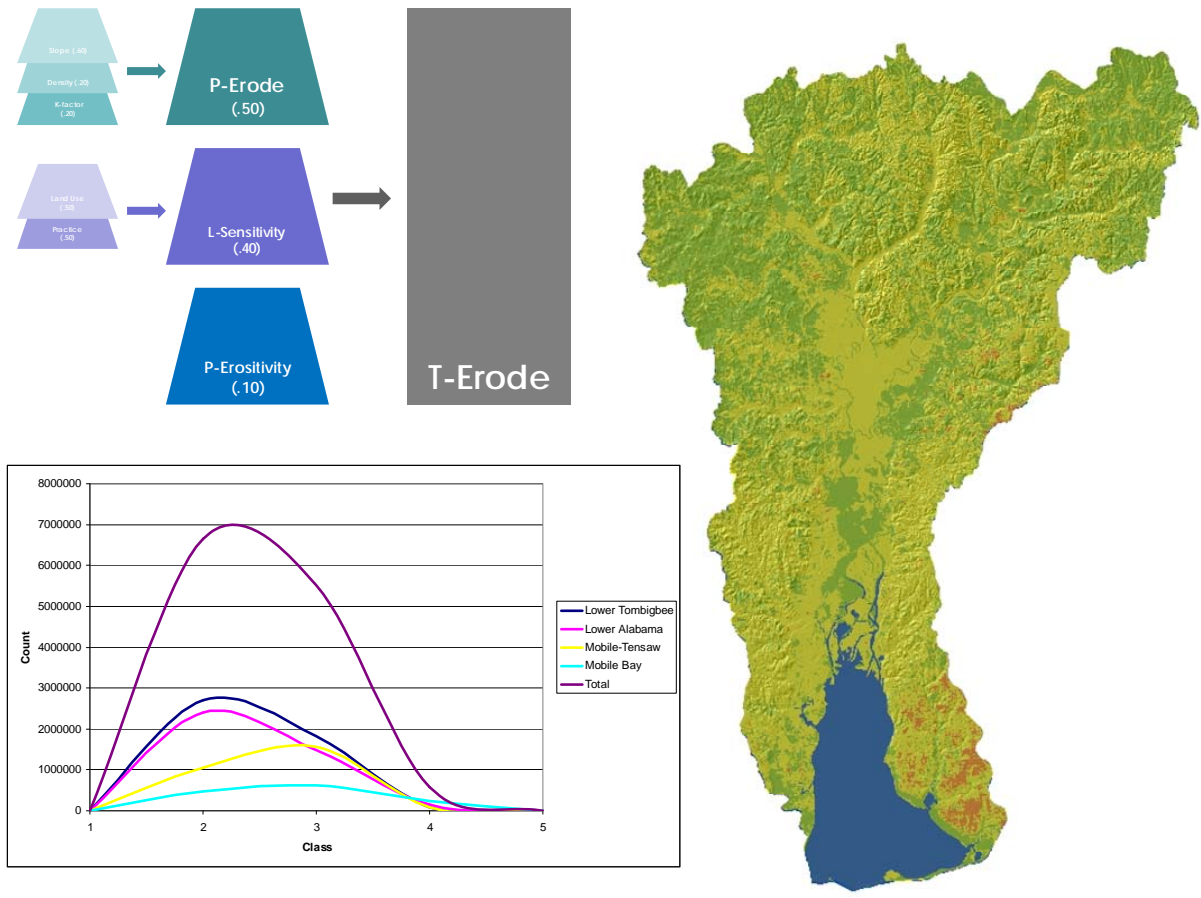 Slope (.60)
Density (.20)
K-factor
(.20)
P-Erode
(.50)
Land Use
(.50)
Practice
(.50)
L-Sensitivity
(.40)
P-Erositivity
(.10)
T-Erode
8000000
7000000
6000000
5000000
4000000
3000000
2000000
1000000
0
Count
1 2 3 4 5
Class
Lower Tombigbee
Lower Alabama
Mobile-Tensaw
Mobile Bay
Total